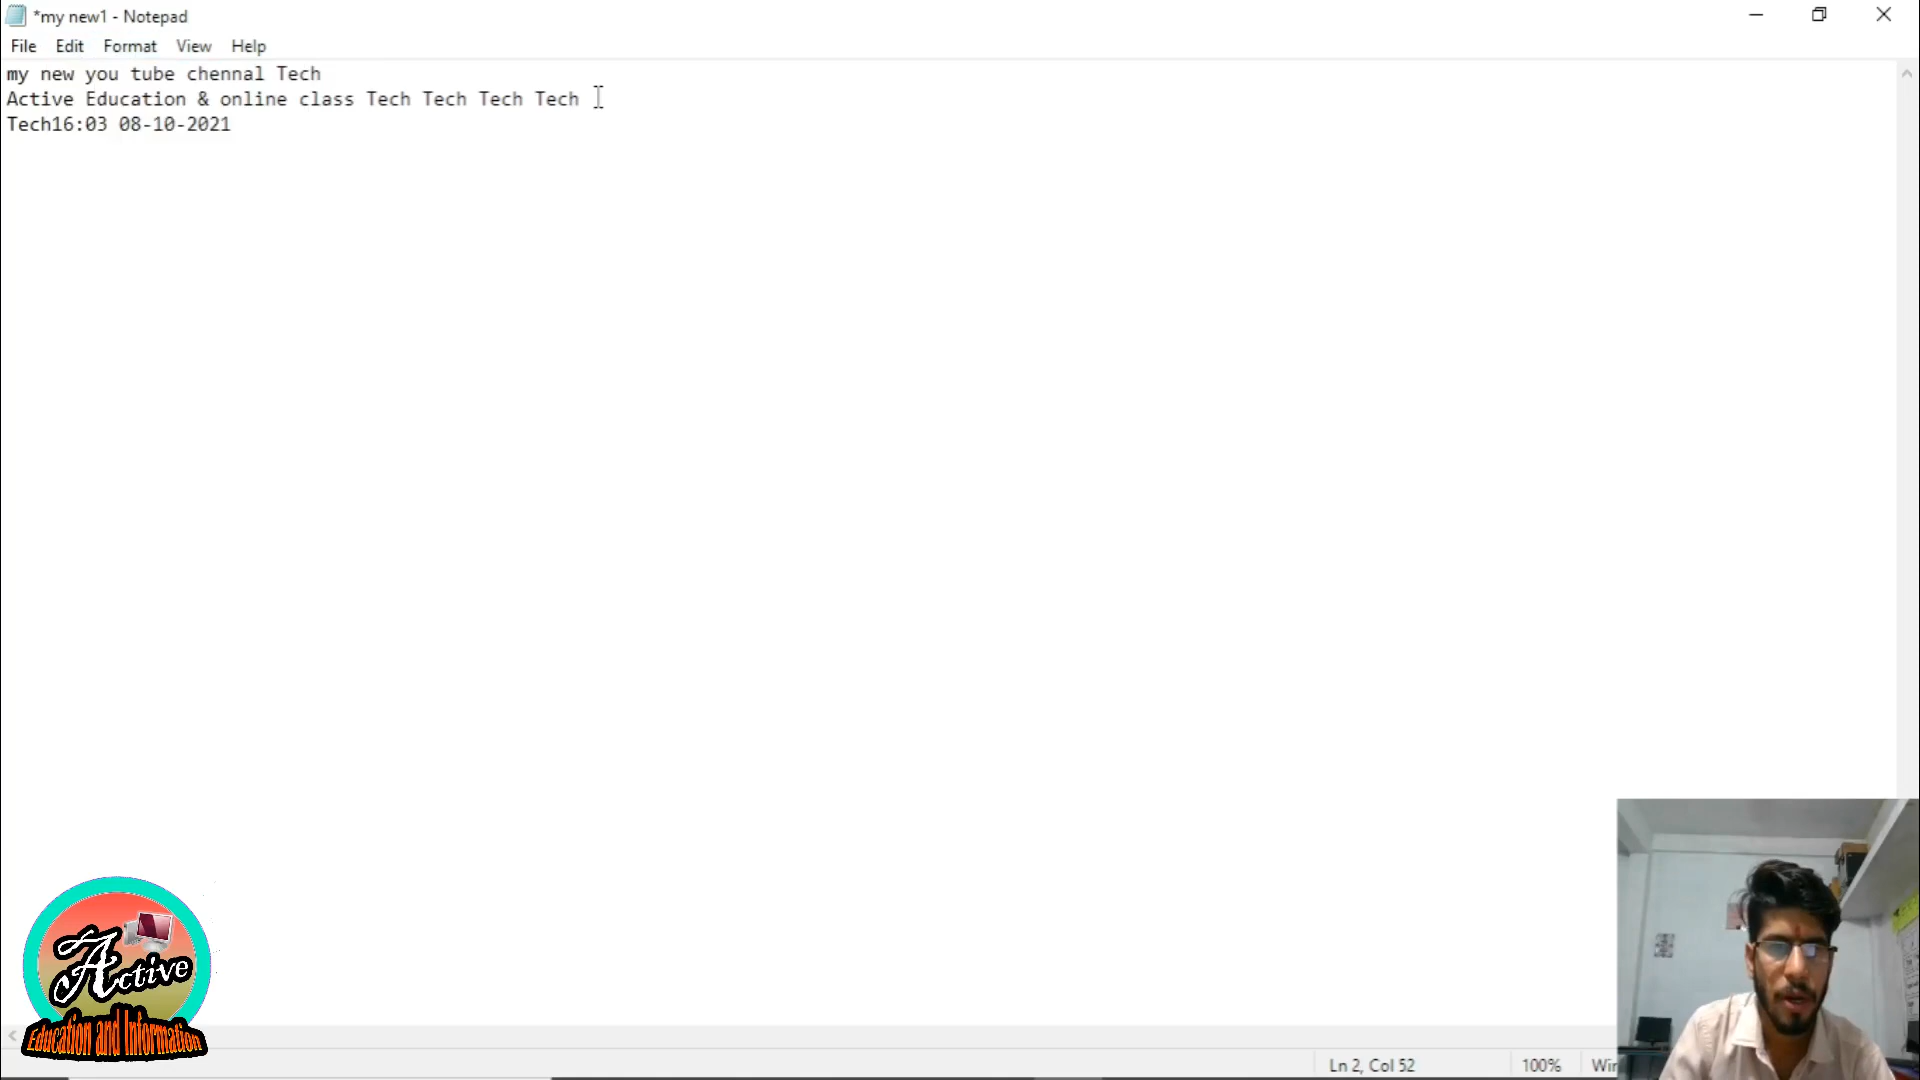 *my new1 - Notepad
File Edit Format View Help
my new you tube chennal Tech
Active Education & online class Tech Tech Tech Tech
Tech16:03 08-10-2021
Active
Education and Information
Ln 2, Col 52
100%